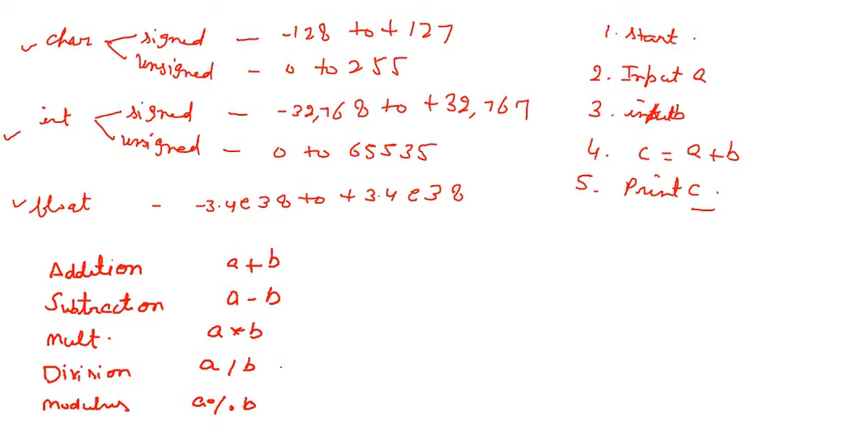 ✓ char signed - -128 to +127
unsigned - 0 to 255
✓ int signed - -32,768 to +32,767
unsigned - 0 to 65535
✓ float - -3.4e38 to +3.4e38
Addition a+b
Subtraction a-b
Mult. a*b
Division a/b
Modulus a%b
1. Start.
2. Input a
3. input b
4. c = a+b
5. Print c.